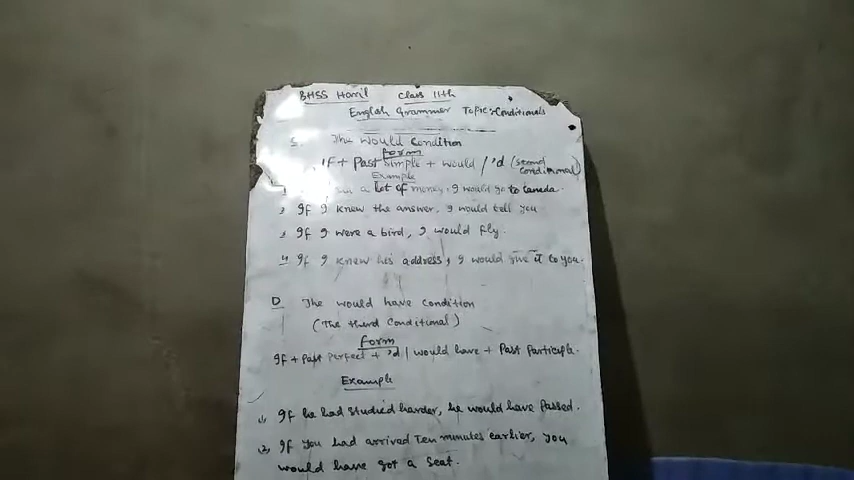 BHSS Hamil Class 11th
English Grammer Topic:-Conditionals
The Would Condition
form
If + Past Simple + would / 'd (second conditional)
Example
a lot of money, I would go to Canada.
2 If I knew the answer, I would tell you
3 If I were a bird, I would fly.
4 If I knew his address, I would give it to you.
D The would have condition
(The third Conditional)
form
If + Past Perfect + 'd / would have + Past Participle.
Example
(1) If he had studied harder, he would have passed.
(2) If you had arrived Ten minutes earlier, you
would have got a seat.